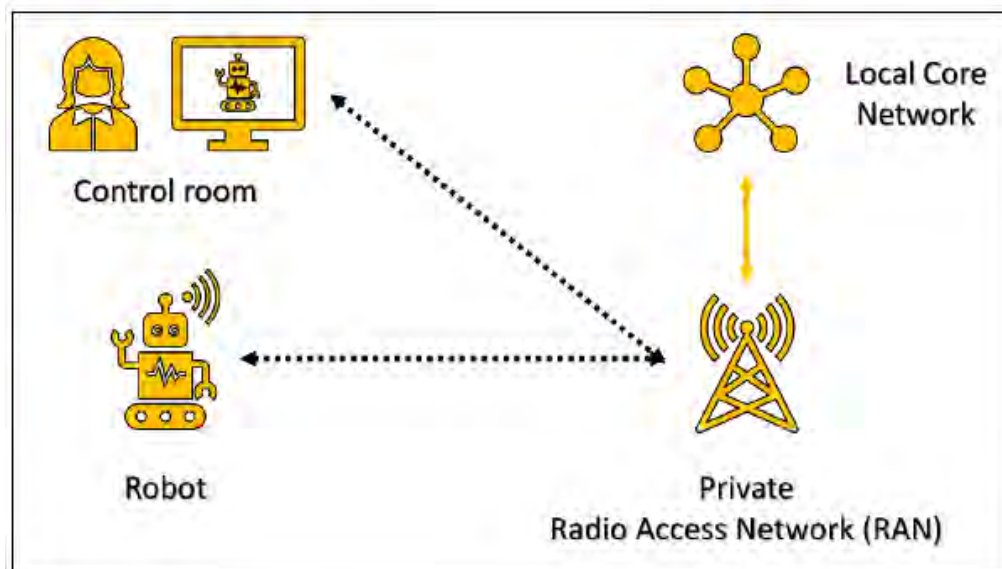 Local Core
Network
Control room
Robot
Private
Radio Access Network (RAN)